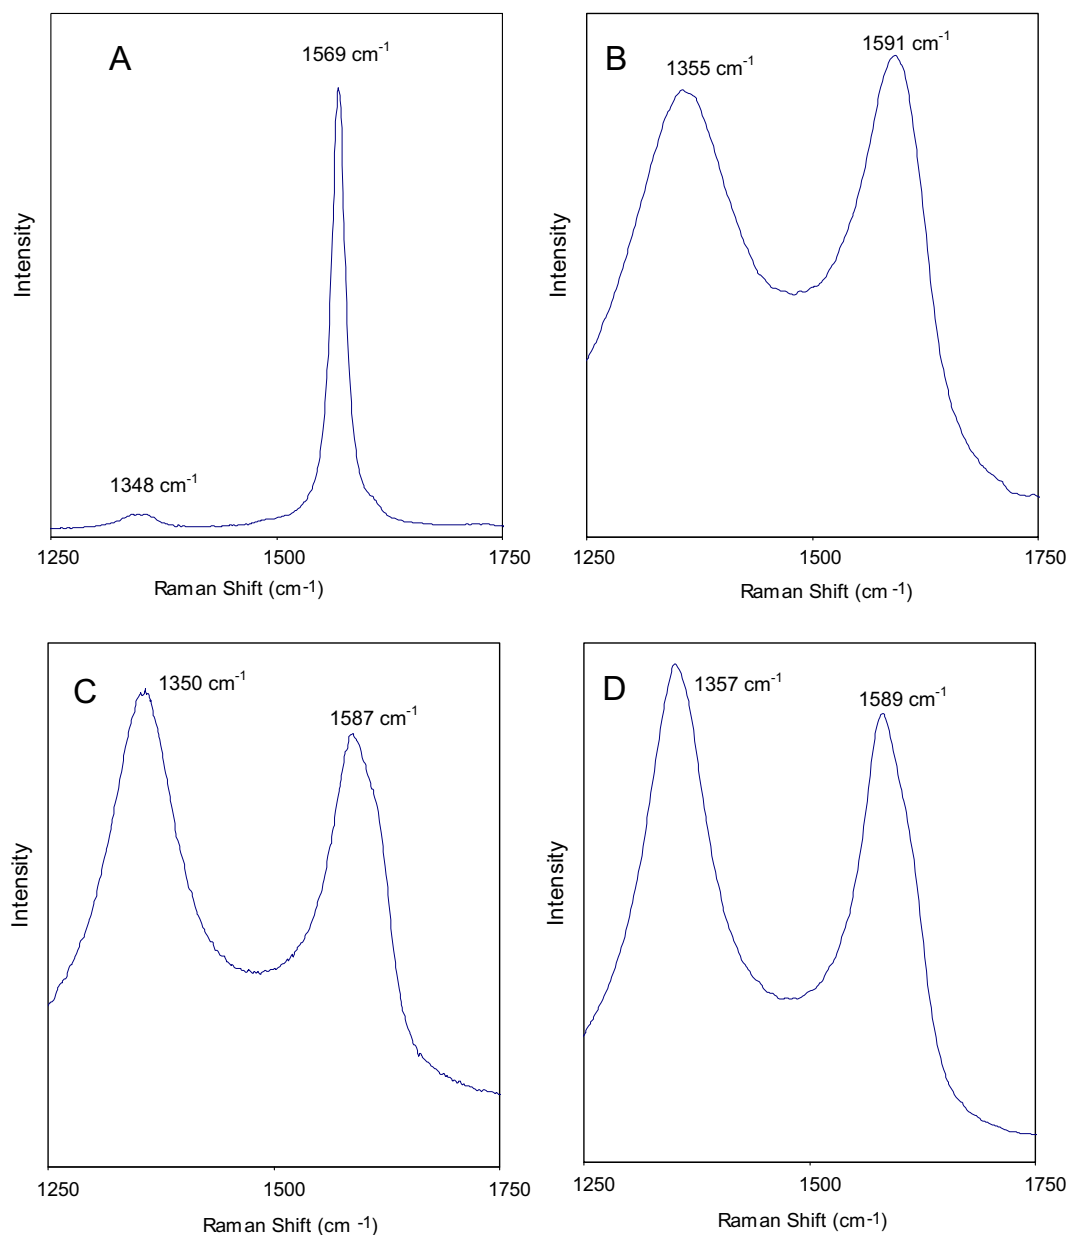 A
1569 cm-1
1348 cm-1
Intensity
1250
1500
1750
Raman Shift (cm-1)
B
1355 cm-1
1591 cm-1
Intensity
1250
1500
1750
Raman Shift (cm -1)
C
1350 cm-1
1587 cm-1
Intensity
1250
1500
1750
Raman Shift (cm -1)
D
1357 cm-1
1589 cm-1
Intensity
1250
1500
1750
Raman Shift (cm-1)